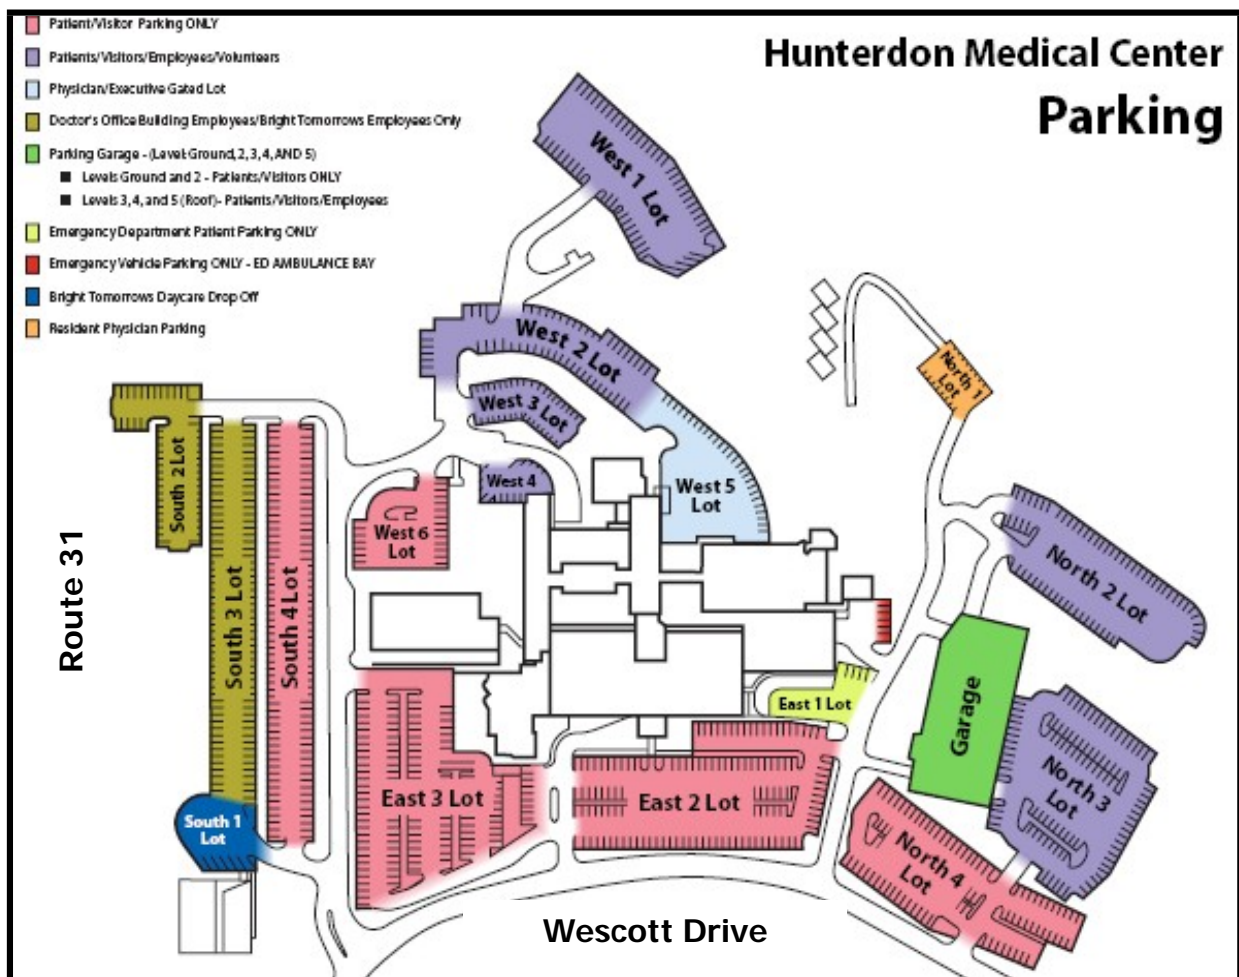 Patient/Visitor Parking ONLY
Patients/Visitors/Employees/Volunteers
Physician/Executive Gated Lot
Doctor's Office Building Employees/Bright Tomorrows Employees Only
Parking Garage - (Level: Ground, 2, 3, 4, AND 5)
Levels Ground and 2 - Patients/Visitors ONLY
Levels 3, 4, and 5 (Roof) - Patients/Visitors/Employees
Emergency Department Patient Parking ONLY
Emergency Vehicle Parking ONLY - ED AMBULANCE BAY
Bright Tomorrows Daycare Drop Off
Resident Physician Parking
Hunterdon Medical Center
Parking
West 1 Lot
West 2 Lot
West 3 Lot
West 4
West 5
Lot
West 6
Lot
North 1
Lot
North 2 Lot
North 3
Lot
North 4
Lot
Garage
East 1 Lot
East 2 Lot
East 3 Lot
South 1
Lot
South 2 Lot
South 3 Lot
South 4 Lot
Route 31
Wescott Drive